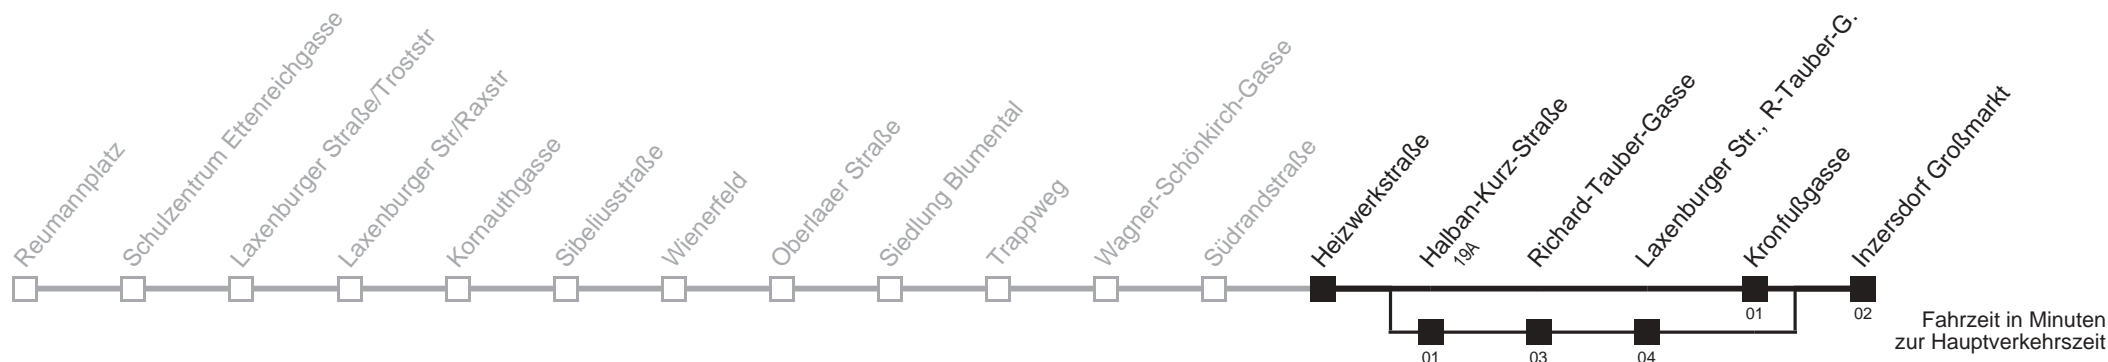 Reumannplatz
Schulzentrum Ettenreichgasse
Laxenburger Straße/Troststr
Laxenburger Str/Raxstr
Kornauthgasse
Sibeliusstraße
Wienerfeld
Oberlaaer Straße
Siedlung Blumental
Trappweg
Wagner-Schönkirch-Gasse
Südrandstraße
Heizwerkstraße
Halban-Kurz-Straße
19A
Richard-Tauber-Gasse
Laxenburger Str., R-Tauber-G.
Kronfußgasse
Inzersdorf Großmarkt
01
02
01
03
04
Fahrzeit in Minuten
zur Hauptverkehrszeit